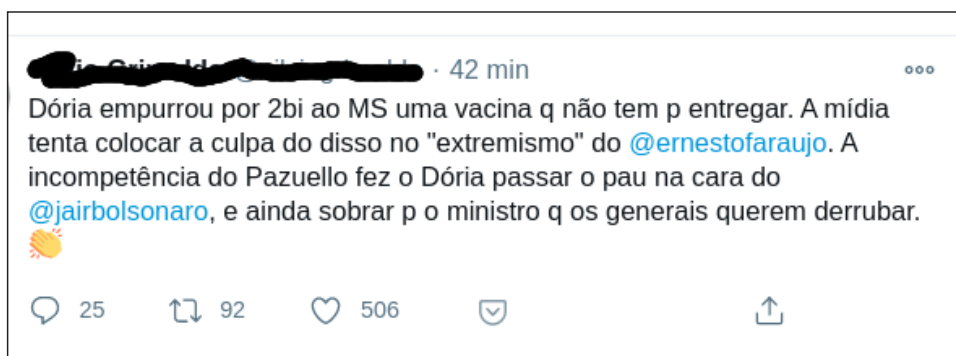 · 42 min
Dória empurrou por 2bi ao MS uma vacina q não tem p entregar. A mídia
tenta colocar a culpa do disso no "extremismo" do @ernestofaraujo. A
incompetência do Pazuello fez o Dória passar o pau na cara do
@jairbolsonaro, e ainda sobrar p o ministro q os generais querem derrubar.
👏
25 92 506